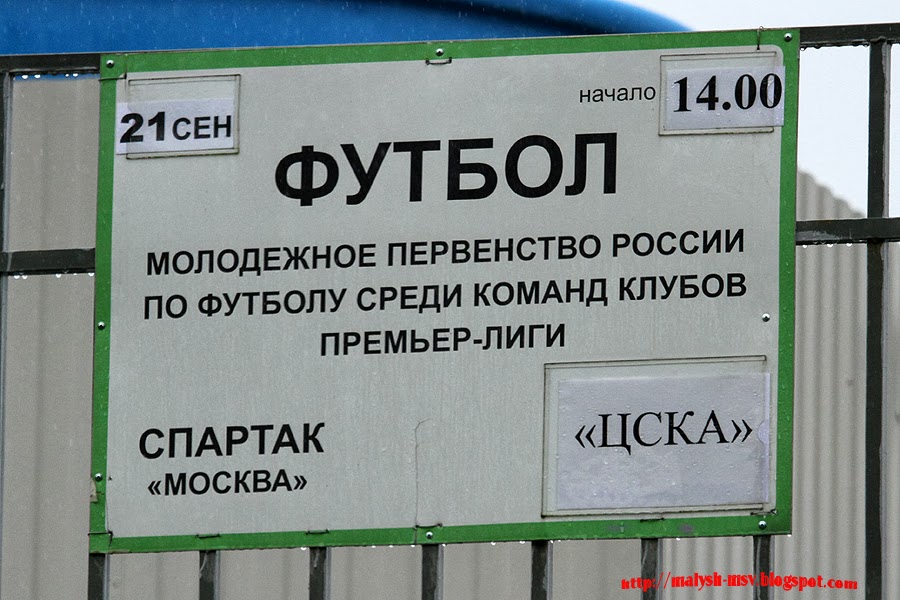 21 СЕН
начало 14.00
ФУТБОЛ
МОЛОДЕЖНОЕ ПЕРВЕНСТВО РОССИИ
ПО ФУТБОЛУ СРЕДИ КОМАНД КЛУБОВ
ПРЕМЬЕР-ЛИГИ
СПАРТАК
«МОСКВА»
«ЦСКА»
http://malysh-msv.blogspot.com